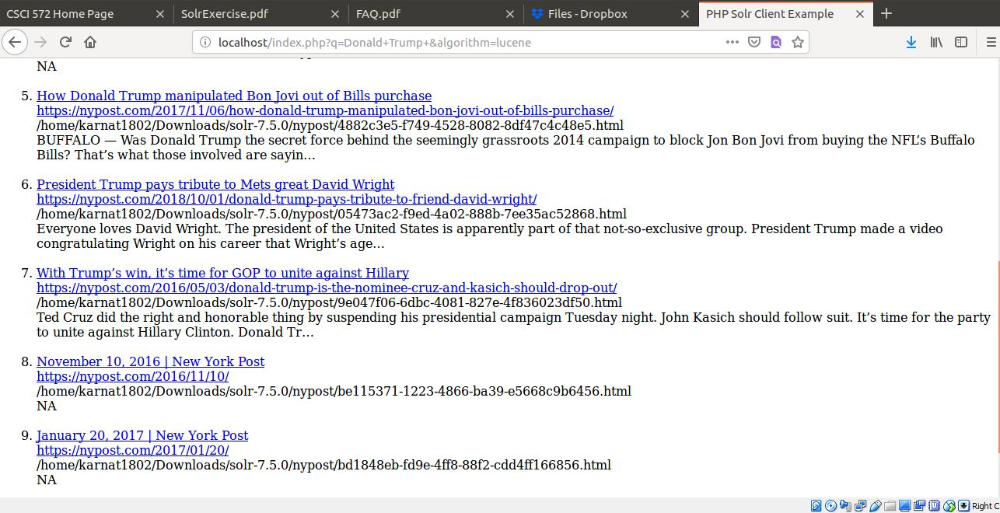 CSCI 572 Home Page
SolrExercise.pdf
FAQ.pdf
Files - Dropbox
PHP Solr Client Example
localhost/index.php?q=Donald+Trump+&algorithm=lucene
NA
5. How Donald Trump manipulated Bon Jovi out of Bills purchase
https://nypost.com/2017/11/06/how-donald-trump-manipulated-bon-jovi-out-of-bills-purchase/
/home/karnat1802/Downloads/solr-7.5.0/nypost/4882c3e5-f749-4528-8082-8df47c4c48e5.html
BUFFALO — Was Donald Trump the secret force behind the seemingly grassroots 2014 campaign to block Jon Bon Jovi from buying the NFL’s Buffalo
Bills? That’s what those involved are sayin…
6. President Trump pays tribute to Mets great David Wright
https://nypost.com/2018/10/01/donald-trump-pays-tribute-to-friend-david-wright/
/home/karnat1802/Downloads/solr-7.5.0/nypost/05473ac2-f9ed-4a02-888b-7ee35ac52868.html
Everyone loves David Wright. The president of the United States is apparently part of that not-so-exclusive group. President Trump made a video
congratulating Wright on his career that Wright’s age…
7. With Trump’s win, it’s time for GOP to unite against Hillary
https://nypost.com/2016/05/03/donald-trump-is-the-nominee-cruz-and-kasich-should-drop-out/
/home/karnat1802/Downloads/solr-7.5.0/nypost/9e047f06-6dbc-4081-827e-4f836023df50.html
Ted Cruz did the right and honorable thing by suspending his presidential campaign Tuesday night. John Kasich should follow suit. It’s time for the party
to unite against Hillary Clinton. Donald Tr…
8. November 10, 2016 | New York Post
https://nypost.com/2016/11/10/
/home/karnat1802/Downloads/solr-7.5.0/nypost/be115371-1223-4866-ba39-e5668c9b6456.html
NA
9. January 20, 2017 | New York Post
https://nypost.com/2017/01/20/
/home/karnat1802/Downloads/solr-7.5.0/nypost/bd1848eb-fd9e-4ff8-88f2-cdd4ff166856.html
NA
Right C